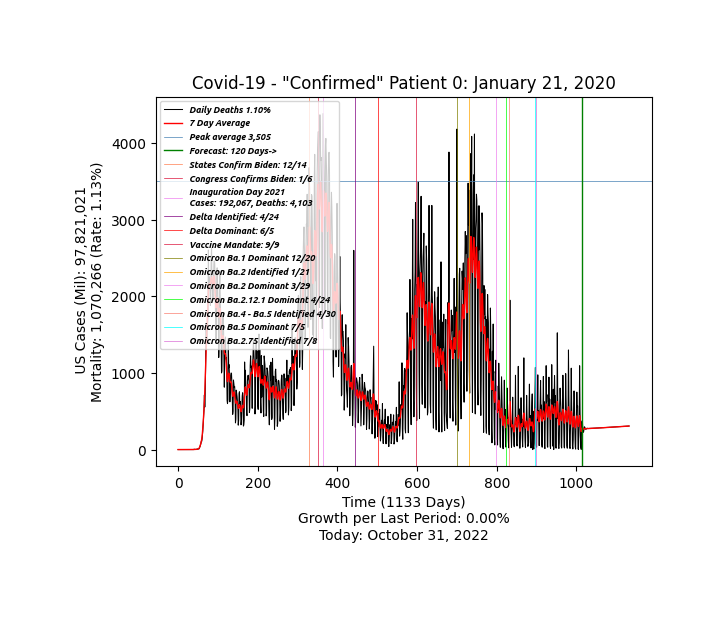 Covid-19 - "Confirmed" Patient 0: January 21, 2020
US Cases (Mil): 97,821,021
Mortality: 1,070,266 (Rate: 1.13%)
4000
3000
2000
1000
0
Daily Deaths 1.10%
7 Day Average
Peak average 3,505
Forecast: 120 Days->
States Confirm Biden: 12/14
Congress Confirms Biden: 1/6
Inauguration Day 2021
Cases: 192,067, Deaths: 4,103
Delta Identified: 4/24
Delta Dominant: 6/5
Vaccine Mandate: 9/9
Omicron Ba.1 Dominant 12/20
Omicron Ba.2 Identified 1/21
Omicron Ba.2 Dominant 3/29
Omicron Ba.2.12.1 Dominant 4/24
Omicron Ba.4 - Ba.5 Identified 4/30
Omicron Ba.5 Dominant 7/5
Omicron Ba.2.75 Identified 7/8
0 200 400 600 800 1000
Time (1133 Days)
Growth per Last Period: 0.00%
Today: October 31, 2022